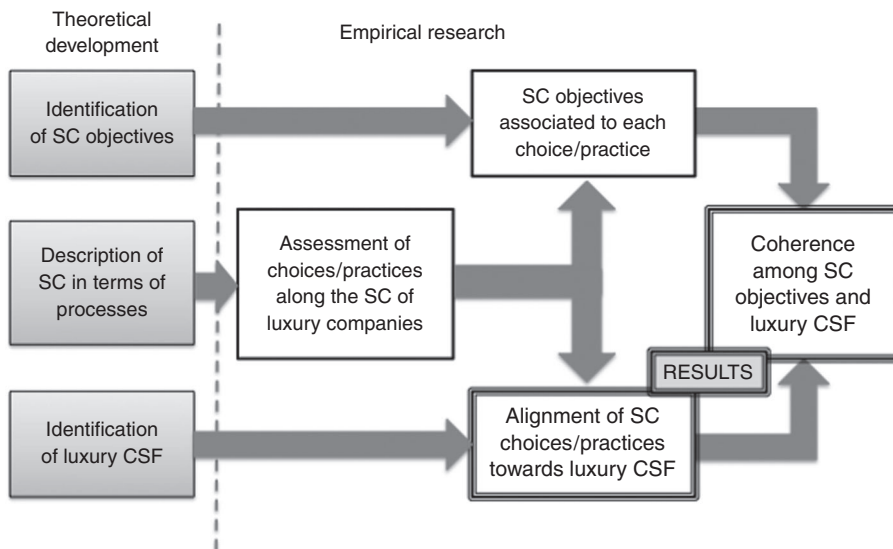 Theoretical
development
Empirical research
Identification
of SC objectives
SC objectives
associated to each
choice/practice
Description of
SC in terms of
processes
Assessment of
choices/practices
along the SC of
luxury companies
Coherence
among SC
objectives and
luxury CSF
RESULTS
Identification
of luxury CSF
Alignment of SC
choices/practices
towards luxury CSF